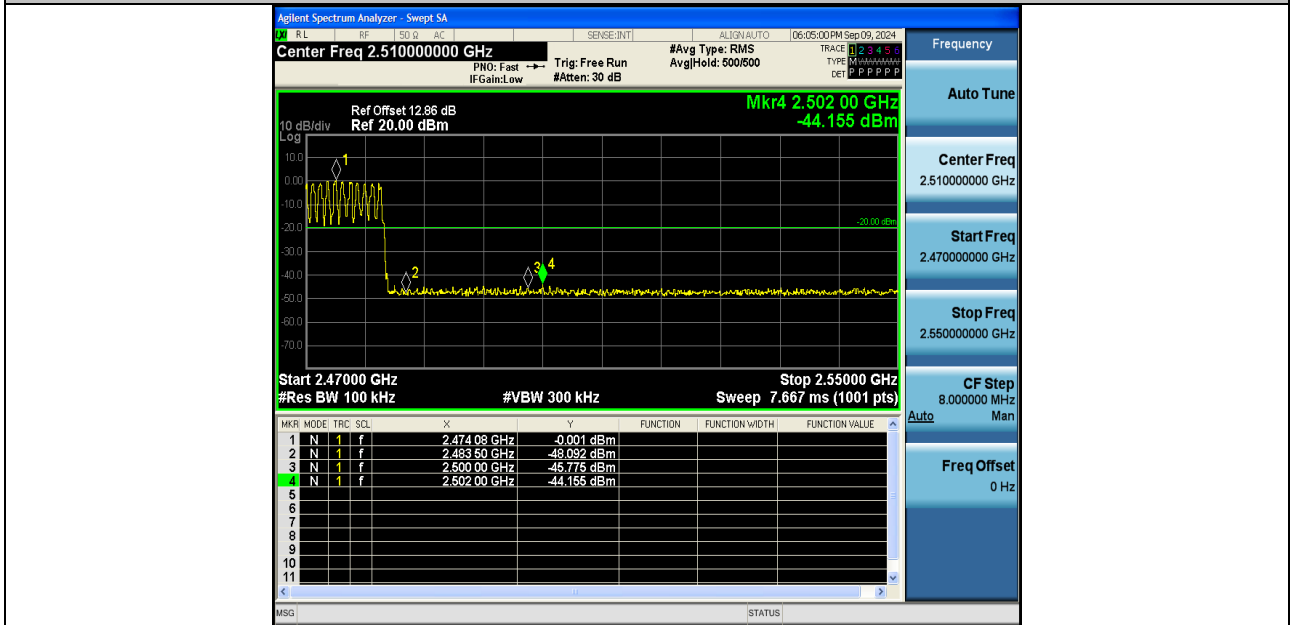 Agilent Spectrum Analyzer - Swept SA
RL RF 50 Ω AC SENSE:INT ALIGN AUTO 06:05:00 PM Sep 09, 2024
Center Freq 2.510000000 GHz
PNO: Fast
IFGain:Low
Trig: Free Run
#Atten: 30 dB
#Avg Type: RMS
Avg|Hold: 500/500
TRACE 1 2 3 4 5 6
TYPE M
DET P P P P P P
Mkr4 2.502 00 GHz
-44.155 dBm
Ref Offset 12.86 dB
10 dB/div Ref 20.00 dBm
Log
10.0
0.00
-10.0
-20.0
-30.0
-40.0
-50.0
-60.0
-70.0
1
2
3
4
-20.00 dBm
Start 2.47000 GHz Stop 2.55000 GHz
#Res BW 100 kHz #VBW 300 kHz Sweep 7.667 ms (1001 pts)
MKR MODE TRC SCL X Y FUNCTION FUNCTION WIDTH FUNCTION VALUE
1 N 1 f 2.474 08 GHz -0.001 dBm
2 N 1 f 2.483 50 GHz -48.092 dBm
3 N 1 f 2.500 00 GHz -45.775 dBm
4 N 1 f 2.502 00 GHz -44.155 dBm
5
6
7
8
9
10
11
MSG STATUS
Frequency
Auto Tune
Center Freq
2.510000000 GHz
Start Freq
2.470000000 GHz
Stop Freq
2.550000000 GHz
CF Step
8.000000 MHz
Auto Man
Freq Offset
0 Hz